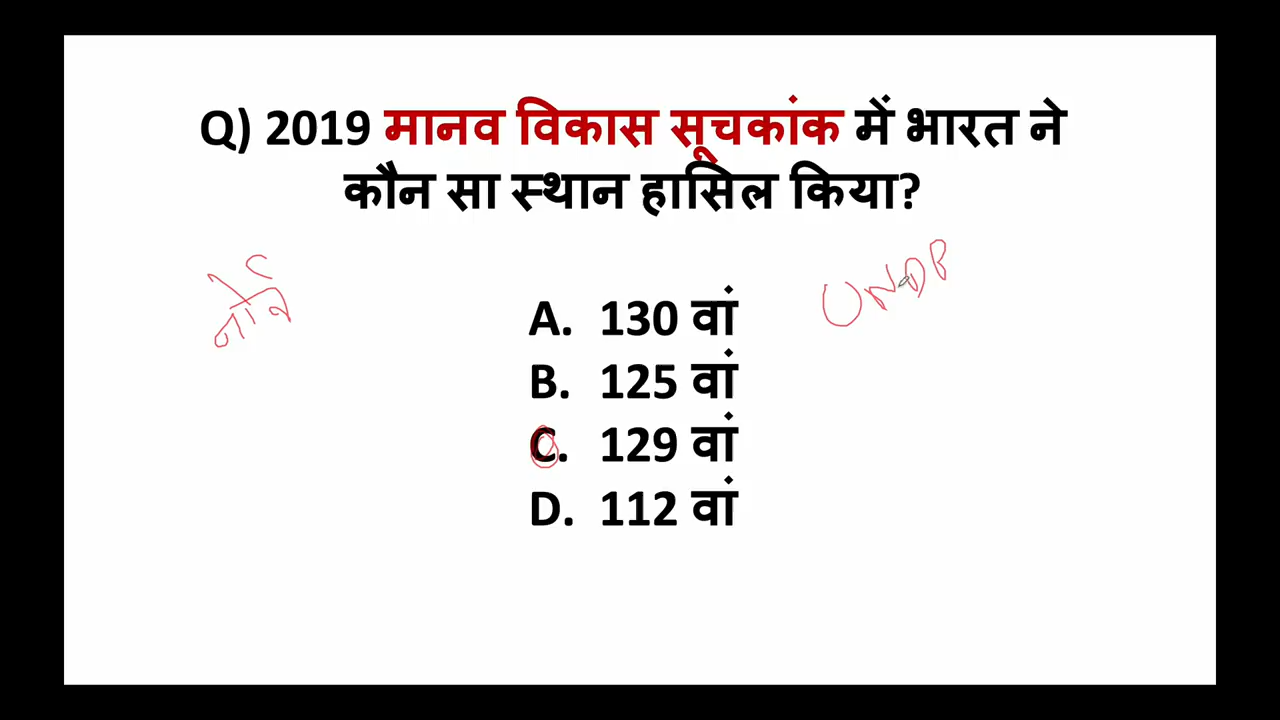 Q) 2019 मानव विकास सूचकांक में भारत ने
कौन सा स्थान हासिल किया?
UNDP
A. 130 वां
B. 125 वां
C. 129 वां
D. 112 वां